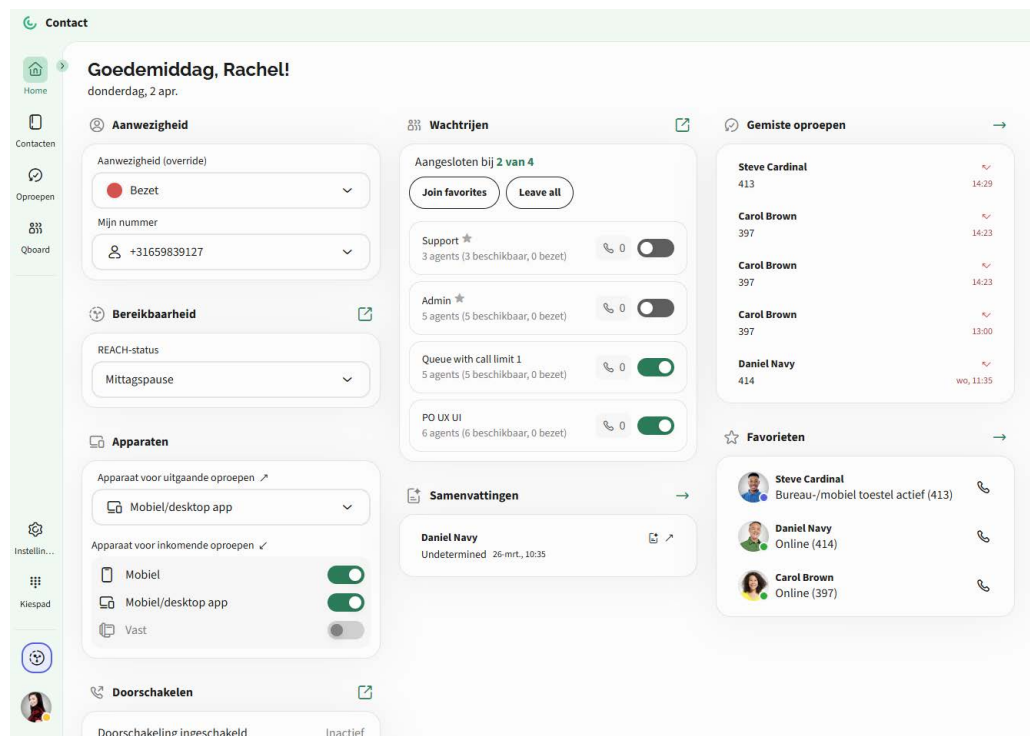 Contact
Home
Contacten
Oproepen
Qboard
Instellin...
Kiespad
Goedemiddag, Rachel!
donderdag, 2 apr.
Aanwezigheid
Aanwezigheid (override)
Bezet
Mijn nummer
+31659839127
Bereikbaarheid
REACH-status
Mittagspause
Apparaten
Apparaat voor uitgaande oproepen ↗
Mobiel/desktop app
Apparaat voor inkomende oproepen ↙
Mobiel
Mobiel/desktop app
Vast
Doorschakelen
Doorschakeling ingeschakeld Inactief
Wachtrijen
Aangesloten bij 2 van 4
Join favorites Leave all
Support
3 agents (3 beschikbaar, 0 bezet) 0
Admin
5 agents (5 beschikbaar, 0 bezet) 0
Queue with call limit 1
5 agents (5 beschikbaar, 0 bezet) 0
PO UX UI
6 agents (6 beschikbaar, 0 bezet) 0
Samenvattingen →
Daniel Navy
Undetermined 26-mrt., 10:35
Gemiste oproepen →
Steve Cardinal
413 14:29
Carol Brown
397 14:23
Carol Brown
397 14:23
Carol Brown
397 13:00
Daniel Navy
414 wo, 11:35
Favorieten →
Steve Cardinal
Bureau-/mobiel toestel actief (413)
Daniel Navy
Online (414)
Carol Brown
Online (397)